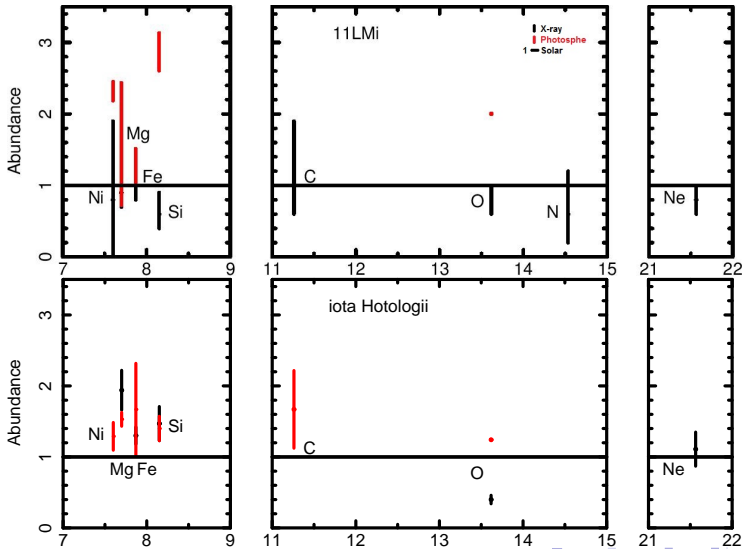 11LMi
X-ray
Photosphe
1 Solar
Abundance
3
2
1
0
Mg
Fe
Ni
Si
C
O
N
Ne
7 8 9
11 12 13 14 15
21 22
iota Hotologii
Abundance
3
2
1
0
Ni
Si
Mg Fe
C
O
Ne
7 8 9
11 12 13 14 15
21 22